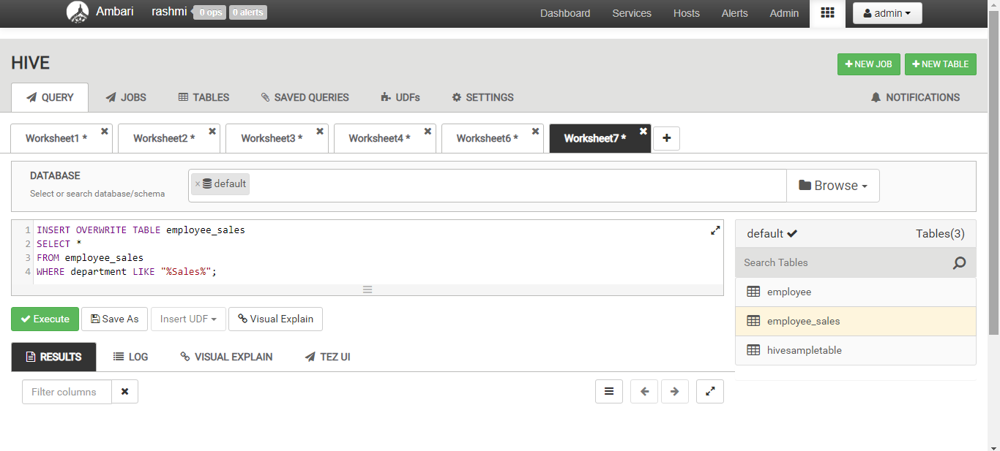 Ambari rashmi 0 ops 0 alerts Dashboard Services Hosts Alerts Admin admin
HIVE
NEW JOB NEW TABLE
QUERY JOBS TABLES SAVED QUERIES UDFs SETTINGS NOTIFICATIONS
Worksheet1 * Worksheet2 * Worksheet3 * Worksheet4 * Worksheet6 * Worksheet7 *
DATABASE
Select or search database/schema
× default
Browse
1 INSERT OVERWRITE TABLE employee_sales
2 SELECT *
3 FROM employee_sales
4 WHERE department LIKE "%Sales%";
default Tables(3)
Search Tables
employee
employee_sales
hivesampletable
Execute Save As Insert UDF Visual Explain
RESULTS LOG VISUAL EXPLAIN TEZ UI
Filter columns